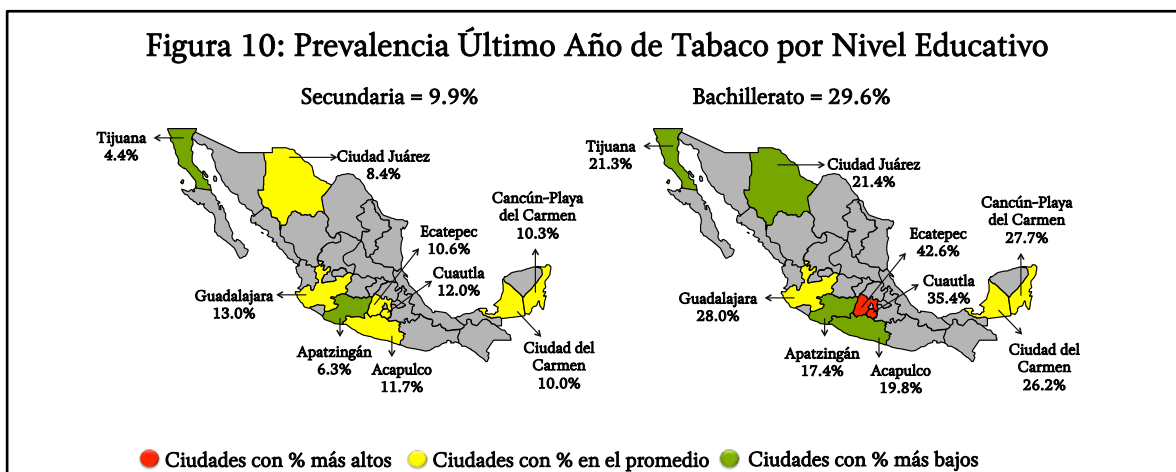 Figura 10: Prevalencia Último Año de Tabaco por Nivel Educativo
Secundaria = 9.9%
Tijuana
4.4%
Ciudad Juárez
8.4%
Cancún-Playa
del Carmen
10.3%
Ecatepec
10.6%
Cuautla
12.0%
Guadalajara
13.0%
Apatzingán
6.3%
Acapulco
11.7%
Ciudad del
Carmen
10.0%
Bachillerato = 29.6%
Tijuana
21.3%
Ciudad Juárez
21.4%
Cancún-Playa
del Carmen
27.7%
Ecatepec
42.6%
Cuautla
35.4%
Guadalajara
28.0%
Apatzingán
17.4%
Acapulco
19.8%
Ciudad del
Carmen
26.2%
Ciudades con % más altos
Ciudades con % en el promedio
Ciudades con % más bajos